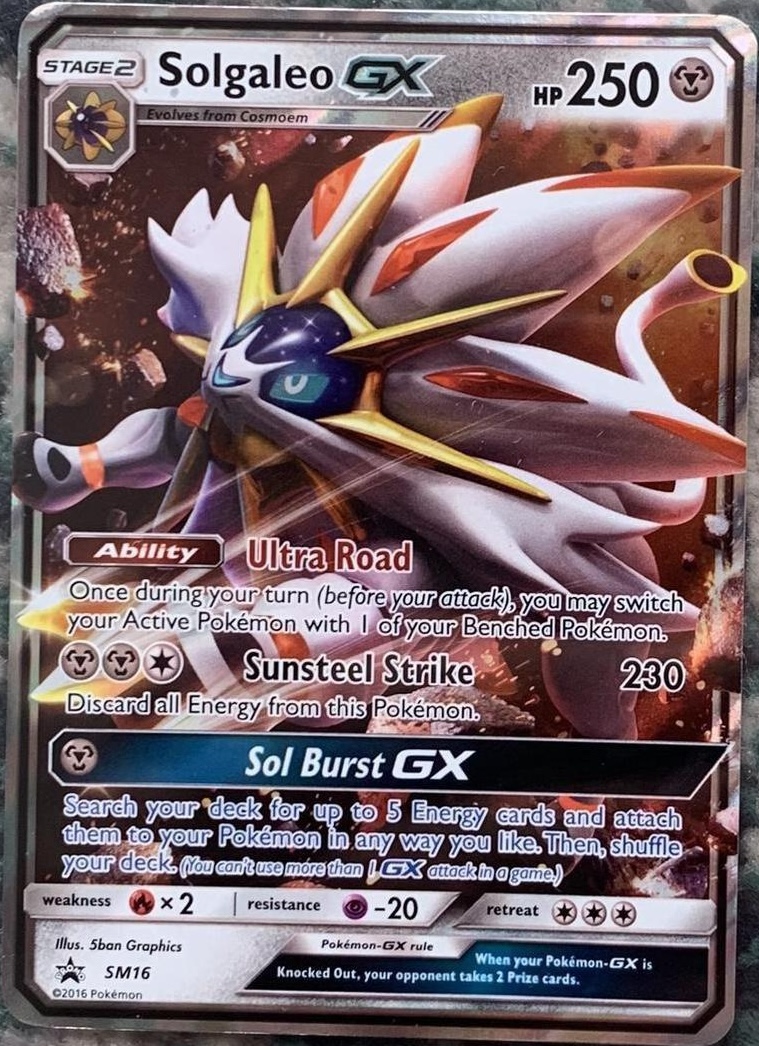 STAGE 2 Solgaleo GX HP 250
Evolves from Cosmoem
Ability Ultra Road
Once during your turn (before your attack), you may switch
your Active Pokémon with 1 of your Benched Pokémon.
Sunsteel Strike 230
Discard all Energy from this Pokémon.
Sol Burst GX
Search your deck for up to 5 Energy cards and attach
them to your Pokémon in any way you like. Then, shuffle
your deck. (You can't use more than 1 GX attack in a game.)
weakness ×2 resistance -20 retreat
Illus. 5ban Graphics
SM16
©2016 Pokémon
Pokémon-GX rule
When your Pokémon-GX is
Knocked Out, your opponent takes 2 Prize cards.